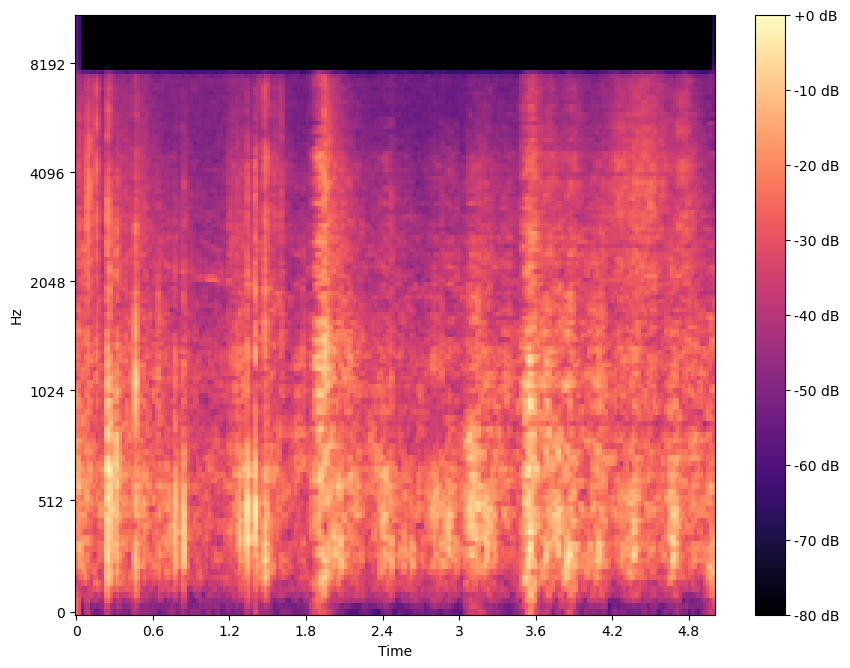 +0 dB
8192
-10 dB
4096
-20 dB
-30 dB
2048
-40 dB
Hz
1024
-50 dB
-60 dB
512
-70 dB
0
-80 dB
0 0.6 1.2 1.8 2.4 3 3.6 4.2 4.8
Time